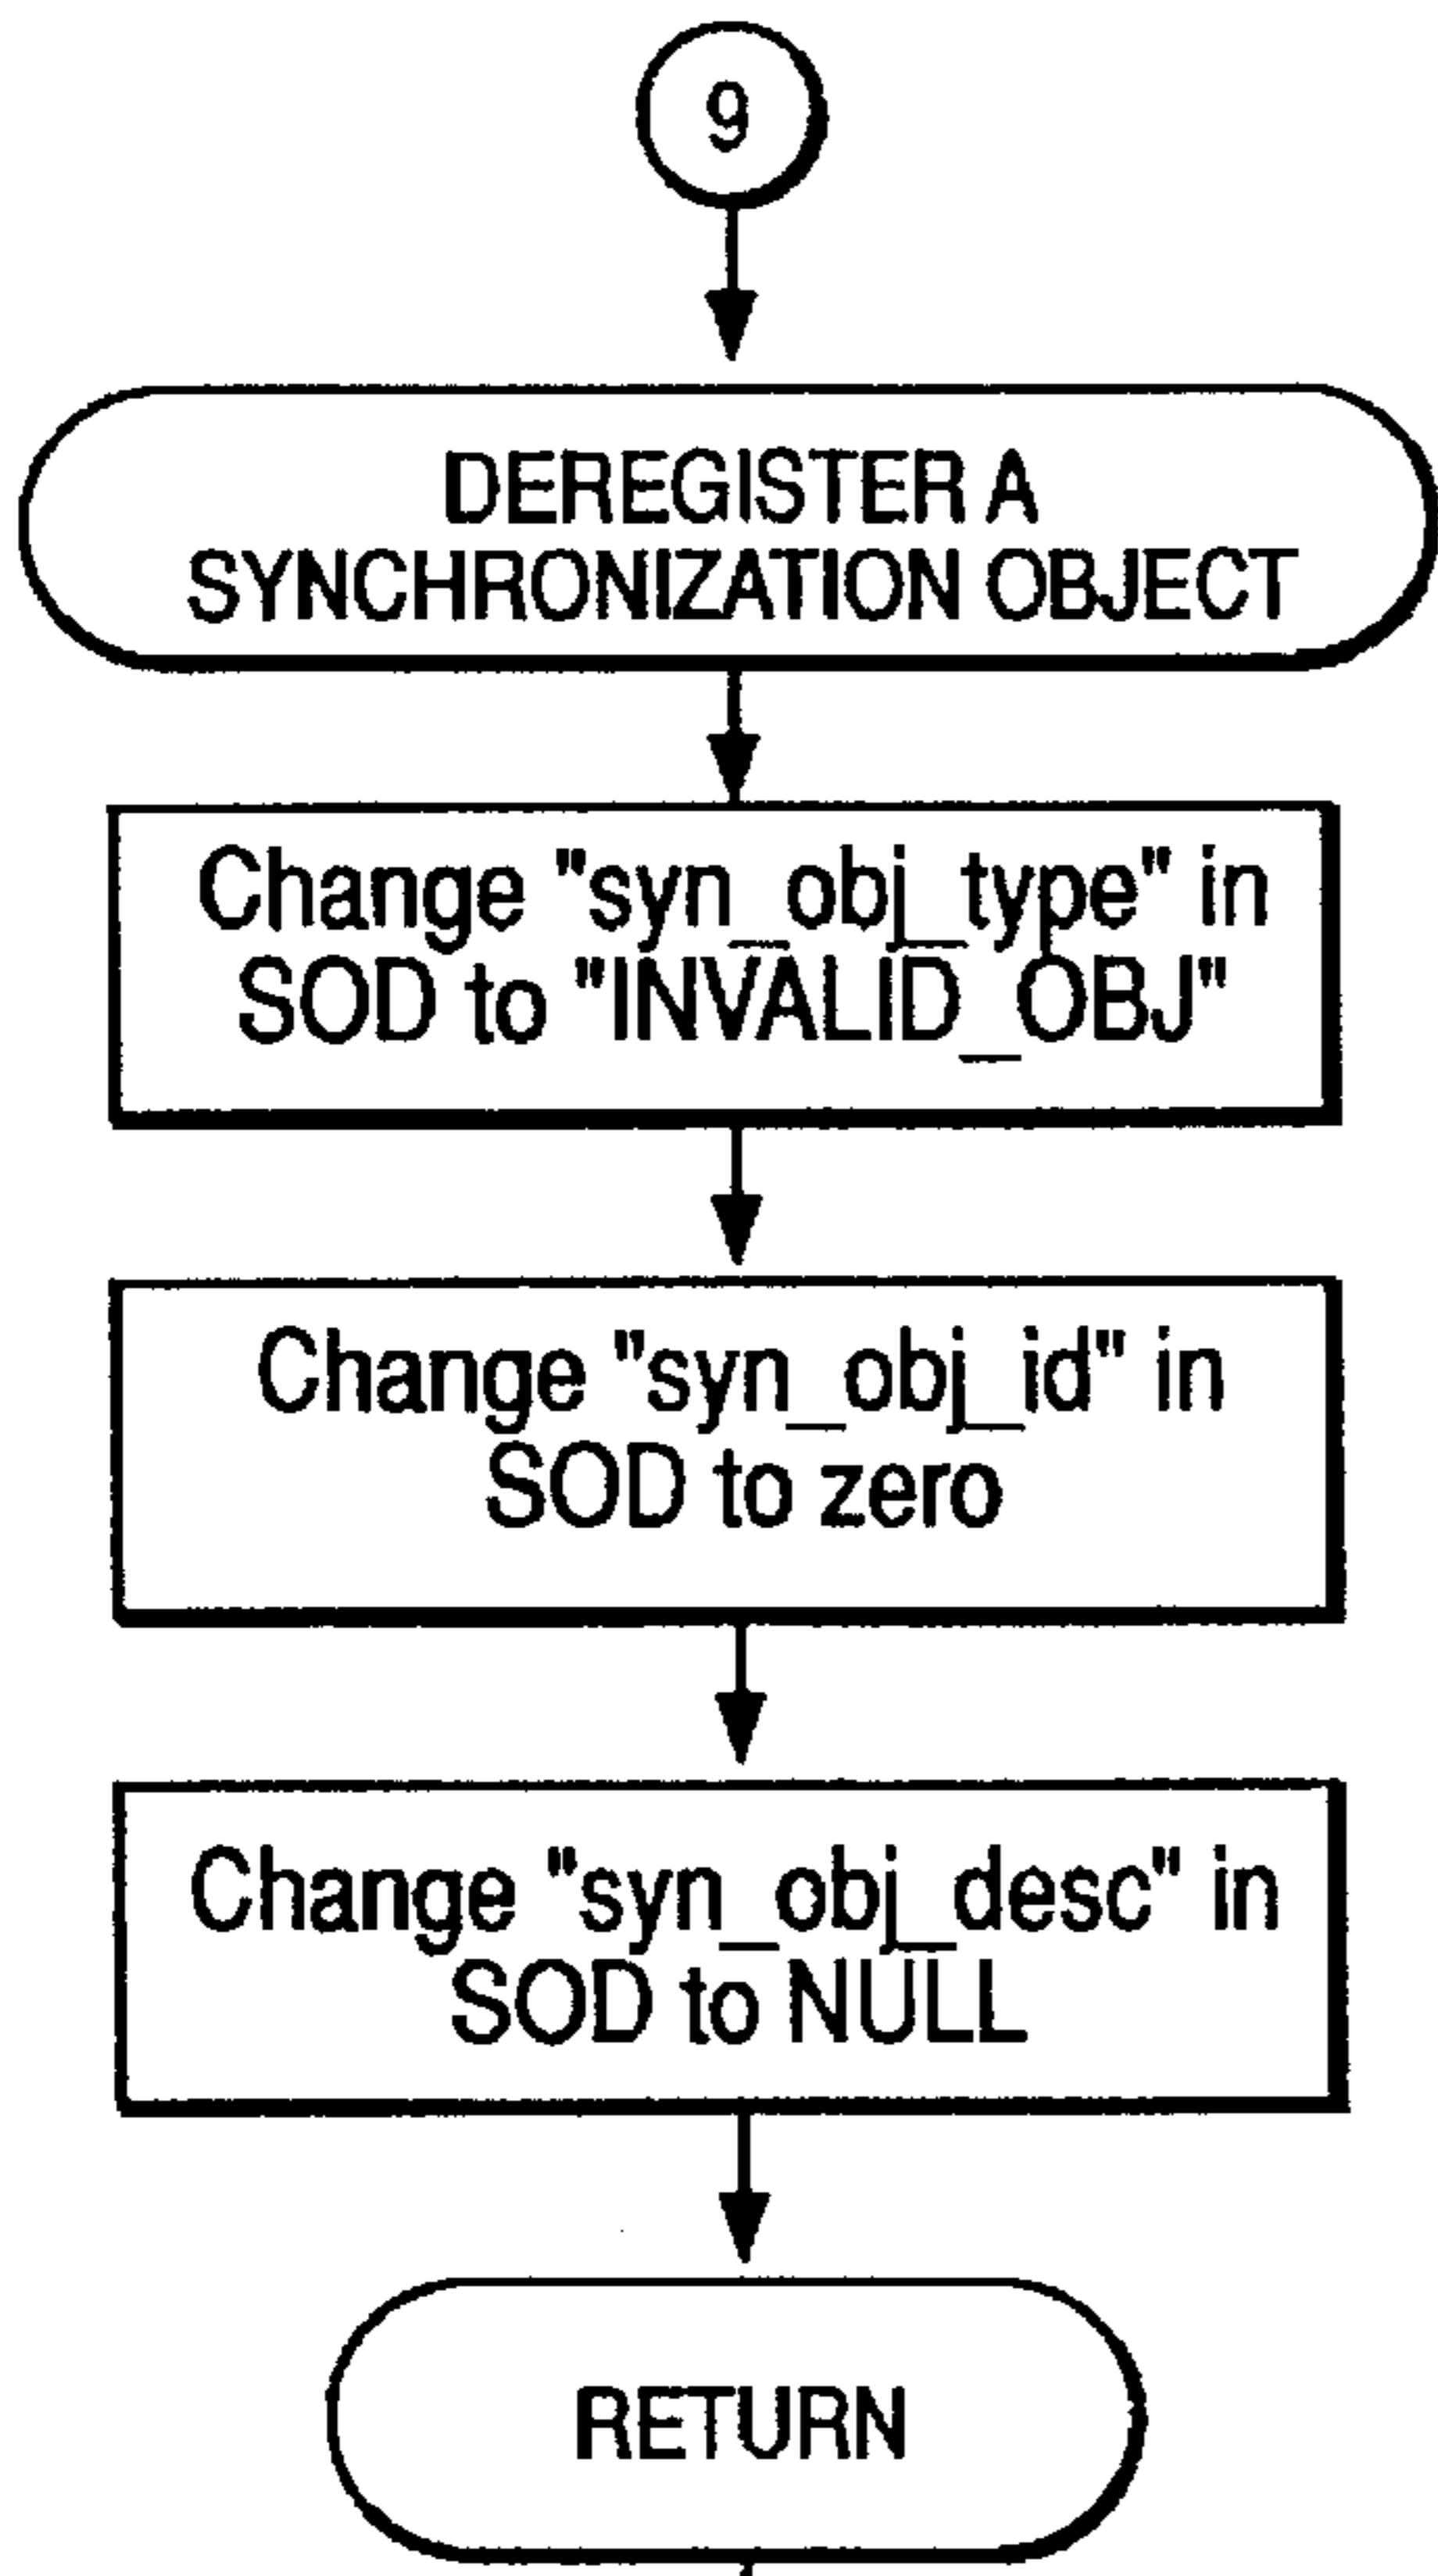 9
DEREGISTER A
SYNCHRONIZATION OBJECT
Change "syn_obj_type" in
SOD to "INVALID_OBJ"
Change "syn_obj_id" in
SOD to zero
Change "syn_obj_desc" in
SOD to NULL
RETURN